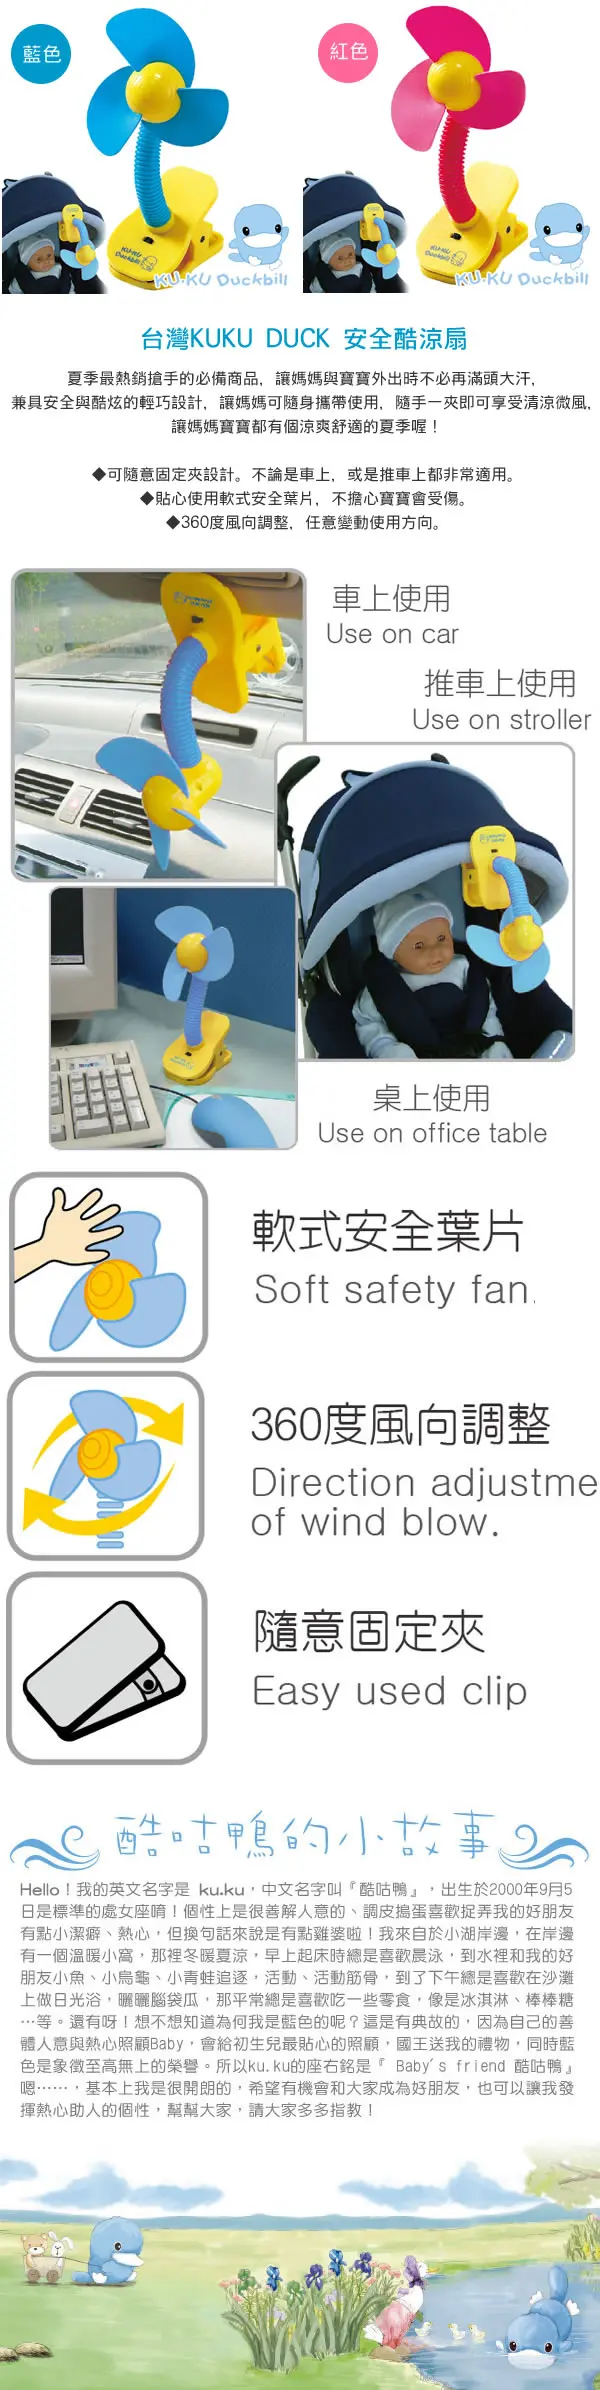 藍色
紅色
KU.KU Duckbill
KU.KU Duckbill
KU.KU Duckbill
台灣KUKU DUCK 安全酷涼扇
夏季最熱銷搶手的必備商品，讓媽媽與寶寶外出時不必再滿頭大汗，
兼具安全與酷炫的輕巧設計，讓媽媽可隨身攜帶使用，隨手一夾即可享受清涼微風，
讓媽媽寶寶都有個涼爽舒適的夏季喔！
◆可隨意固定夾設計。不論是車上，或是推車上都非常適用。
◆貼心使用軟式安全葉片，不擔心寶寶會受傷。
◆360度風向調整，任意變動使用方向。
車上使用
Use on car
推車上使用
Use on stroller
桌上使用
Use on office table
軟式安全葉片
Soft safety fan.
360度風向調整
Direction adjustme
of wind blow.
隨意固定夾
Easy used clip
酷咕鴨的小故事
Hello！我的英文名字是 ku.ku，中文名字叫『酷咕鴨』，出生於2000年9月5
日是標準的處女座唷！個性上是很善解人意的、調皮搗蛋喜歡捉弄我的好朋友
有點小潔癖、熱心，但換句話來說是有點雞婆啦！我來自於小湖岸邊，在岸邊
有一個溫暖小窩，那裡冬暖夏涼，早上起床時總是喜歡晨泳，到水裡和我的好
朋友小魚、小烏龜、小青蛙追逐，活動、活動筋骨，到了下午總是喜歡在沙灘
上做日光浴，曬曬腦袋瓜，那平常總是喜歡吃一些零食，像是冰淇淋、棒棒糖
…等。還有呀！想不想知道為何我是藍色的呢？這是有典故的，因為自己的善
體人意與熱心照顧Baby，會給初生兒最貼心的照顧，國王送我的禮物，同時藍
色是象徵至高無上的榮譽。所以ku.ku的座右銘是『 Baby's friend 酷咕鴨』
嗯……，基本上我是很開朗的，希望有機會和大家成為好朋友，也可以讓我發
揮熱心助人的個性，幫幫大家，請大家多多指教！